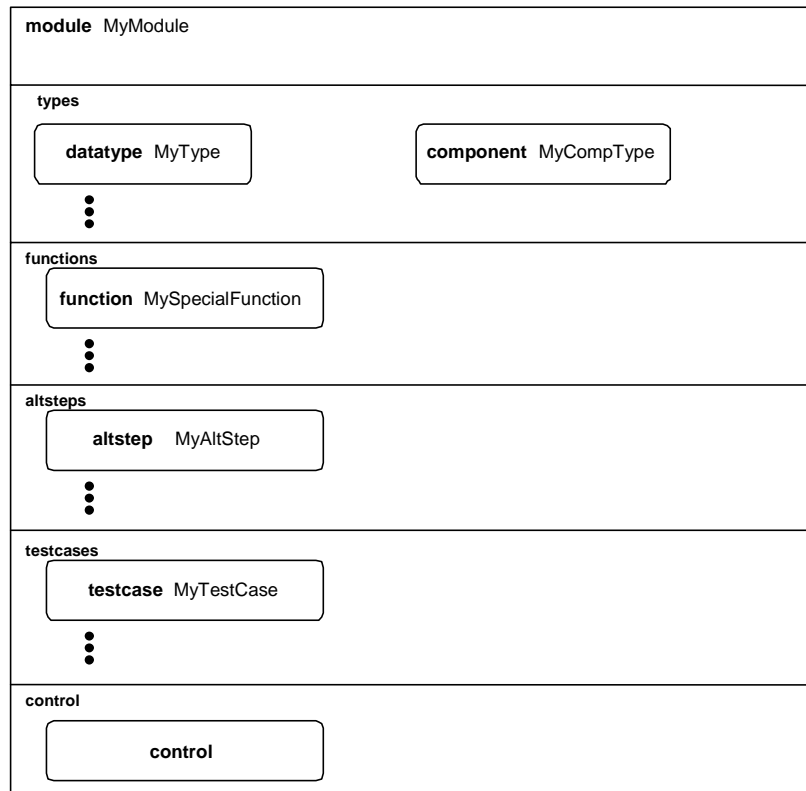 module MyModule
types
datatype MyType
component MyCompType
functions
function MySpecialFunction
altsteps
altstep MyAltStep
testcases
testcase MyTestCase
control
control